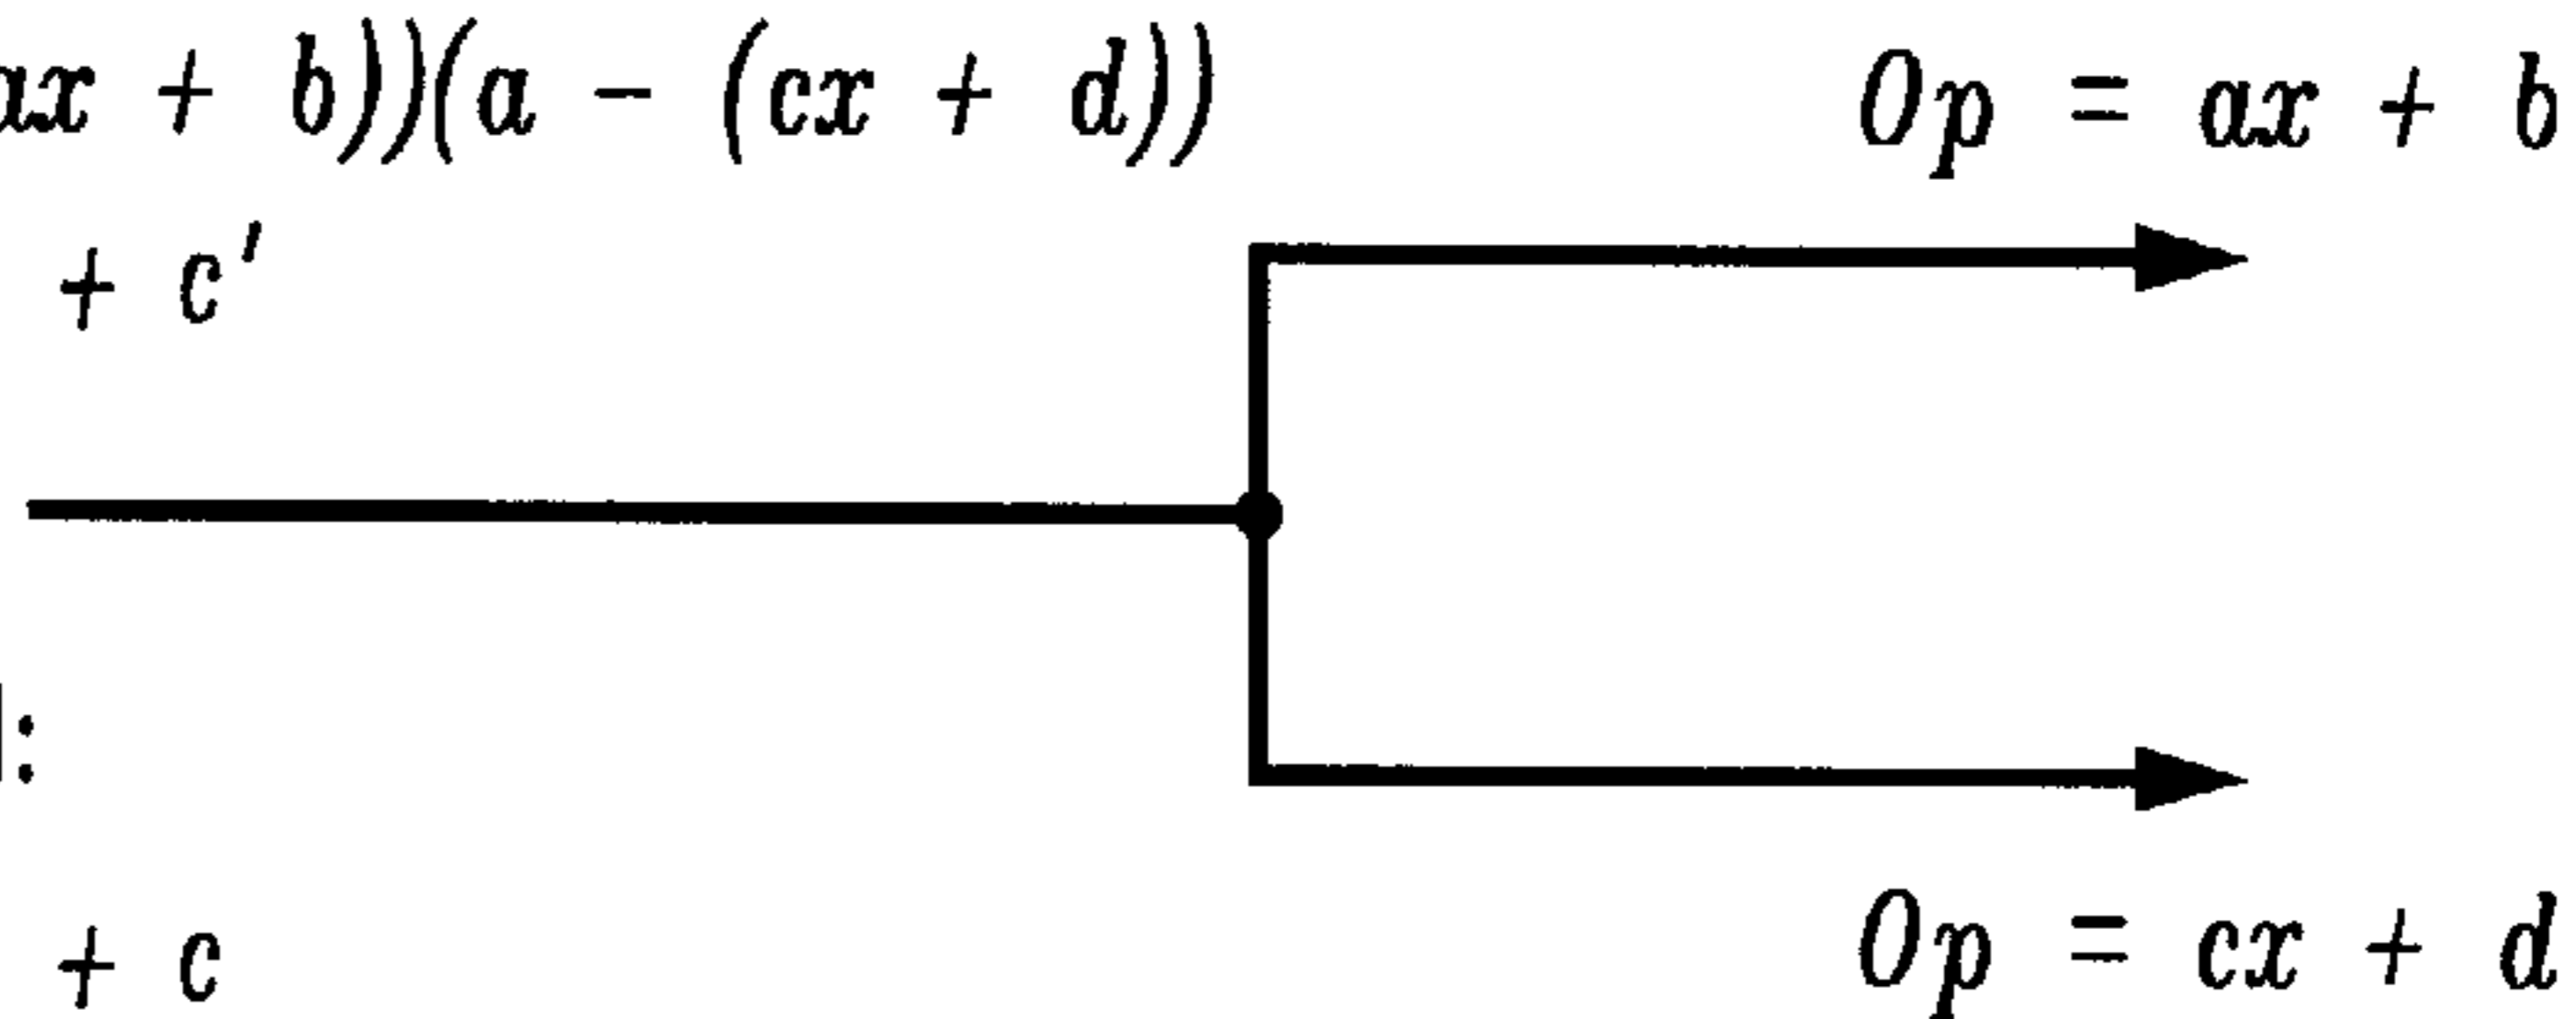 ax + b))(a - (cx + d))
+ c'
:
+ c
Op = ax + b
Op = cx + d